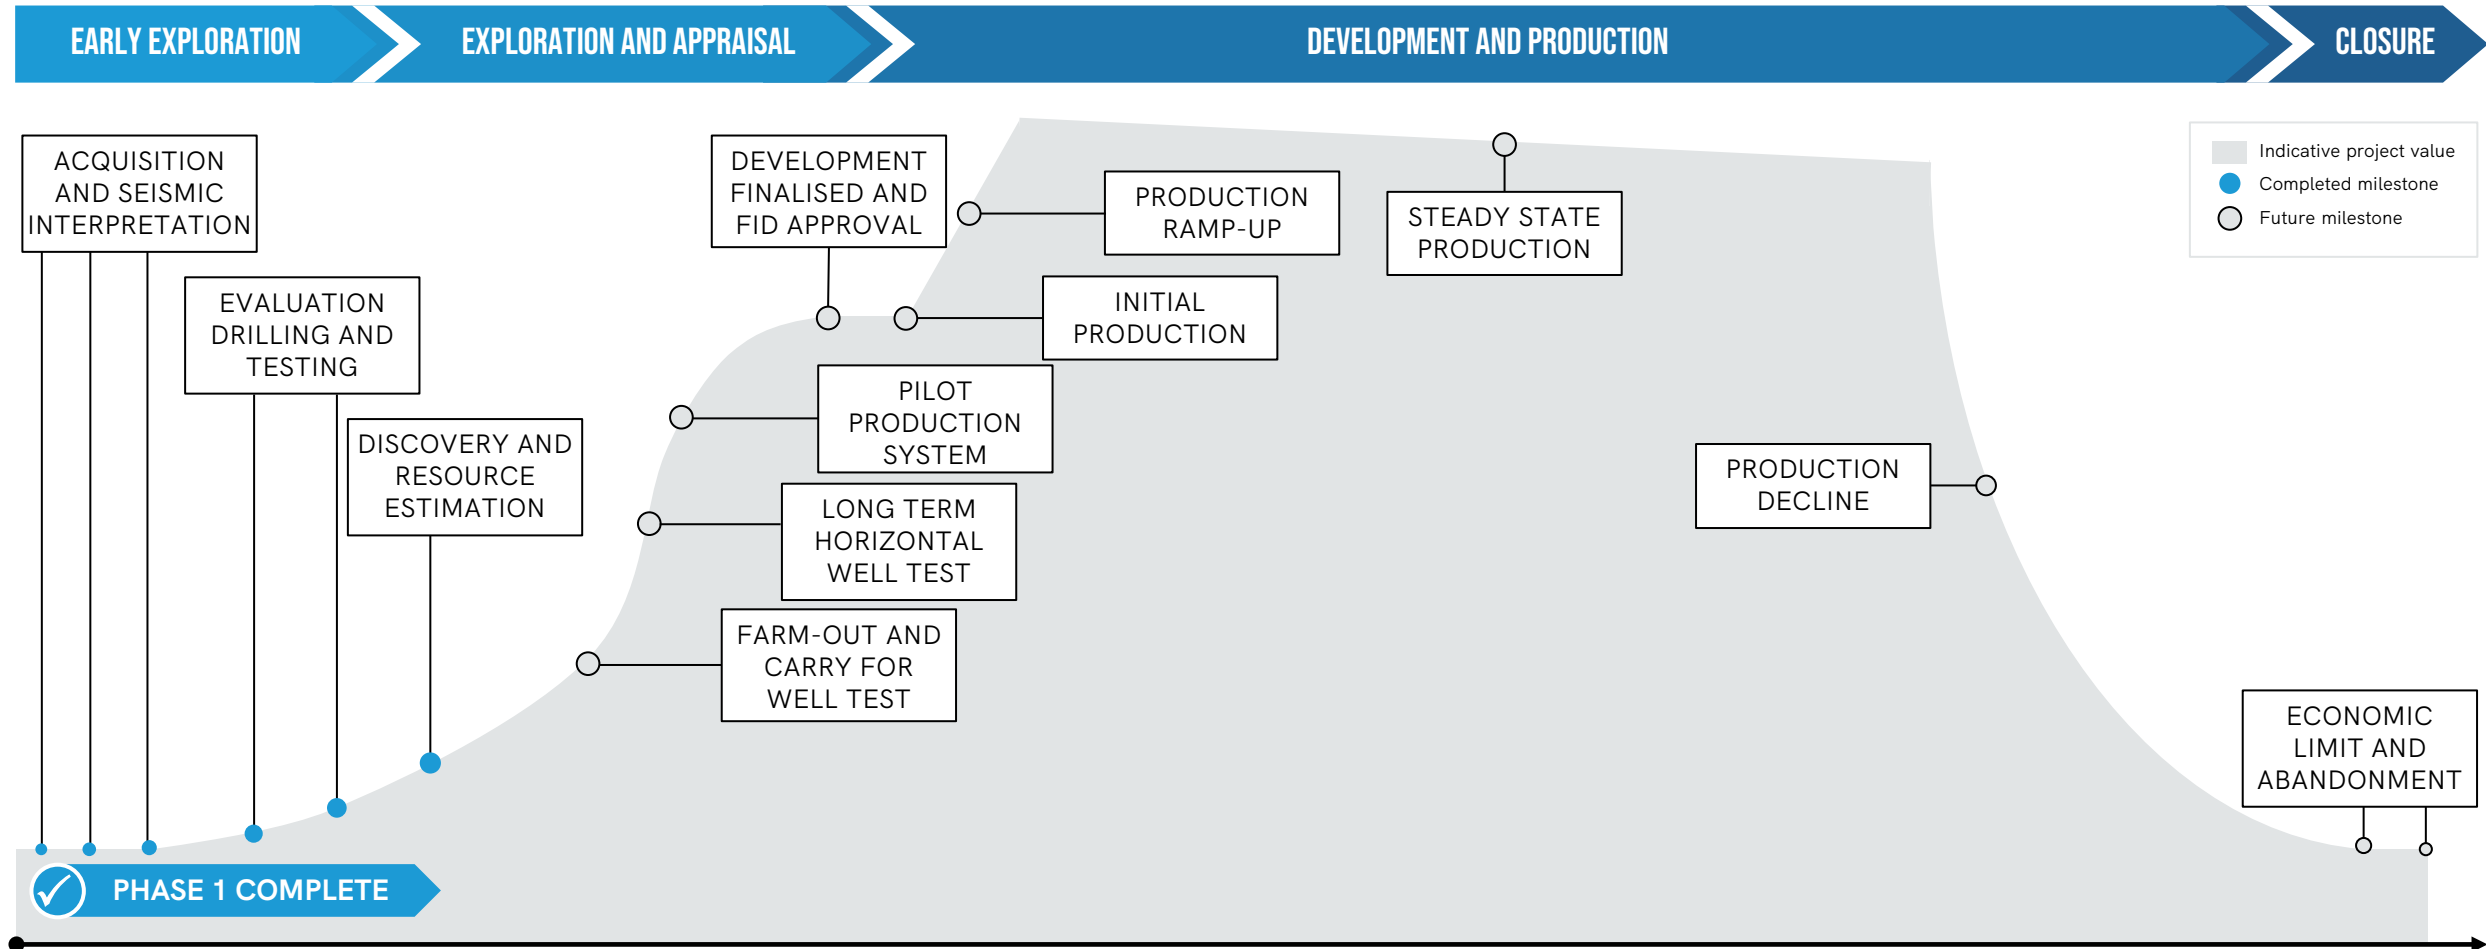 EARLY EXPLORATION
EXPLORATION AND APPRAISAL
DEVELOPMENT AND PRODUCTION
CLOSURE
ACQUISITION
AND SEISMIC
INTERPRETATION
EVALUATION
DRILLING AND
TESTING
DISCOVERY AND
RESOURCE
ESTIMATION
DEVELOPMENT
FINALISED AND
FID APPROVAL
PRODUCTION
RAMP-UP
INITIAL
PRODUCTION
PILOT
PRODUCTION
SYSTEM
LONG TERM
HORIZONTAL
WELL TEST
FARM-OUT AND
CARRY FOR
WELL TEST
STEADY STATE
PRODUCTION
PRODUCTION
DECLINE
ECONOMIC
LIMIT AND
ABANDONMENT
Indicative project value
Completed milestone
Future milestone
PHASE 1 COMPLETE